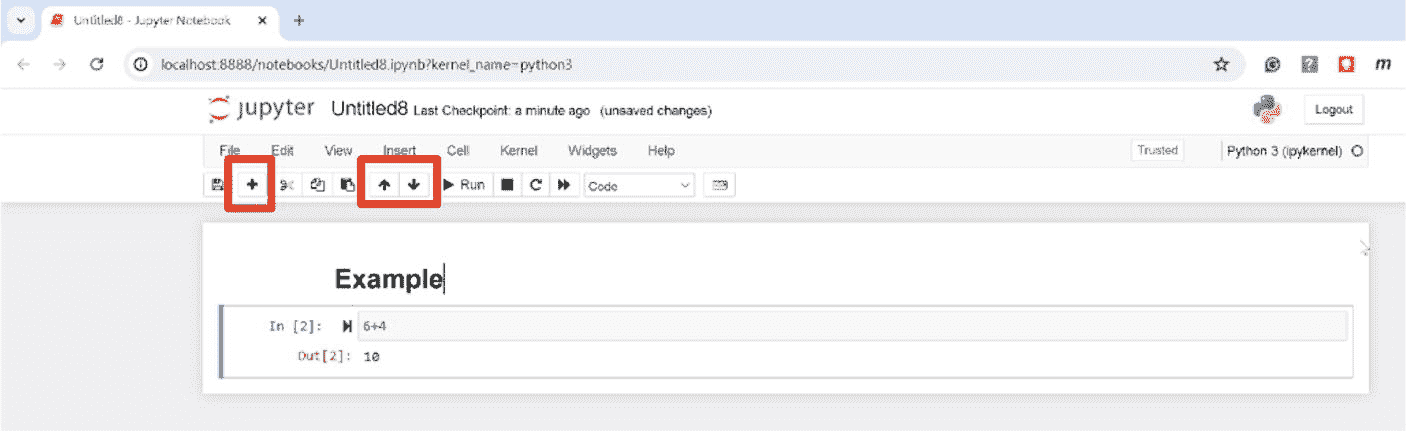 Untitled8 - Jupyter Notebook
localhost:8888/notebooks/Untitled8.ipynb?kernel_name=python3
m
jupyter Untitled8 Last Checkpoint: a minute ago (unsaved changes)
Logout
File Edit View Insert Cell Kernel Widgets Help
Trusted Python 3 (ipykernel)
Run Code
Example
In [2]: 6+4
Out[2]: 10